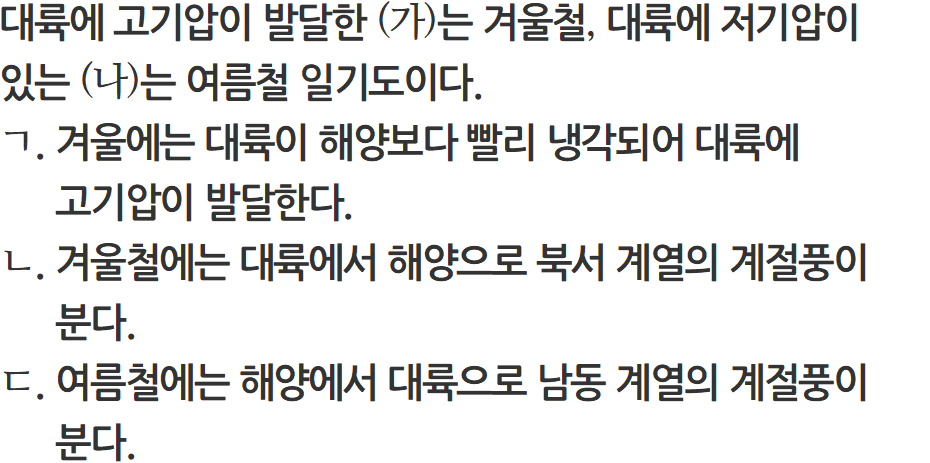 대륙에 고기압이 발달한 (가)는 겨울철, 대륙에 저기압이
있는 (나)는 여름철 일기도이다.
ㄱ. 겨울에는 대륙이 해양보다 빨리 냉각되어 대륙에
고기압이 발달한다.
ㄴ. 겨울철에는 대륙에서 해양으로 북서 계열의 계절풍이
분다.
ㄷ. 여름철에는 해양에서 대륙으로 남동 계열의 계절풍이
분다.